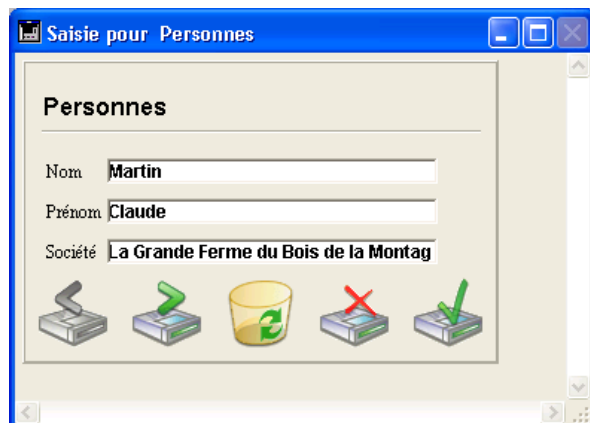 Saisie pour Personnes
Personnes
Nom Martin
Prénom Claude
Société La Grande Ferme du Bois de la Montag